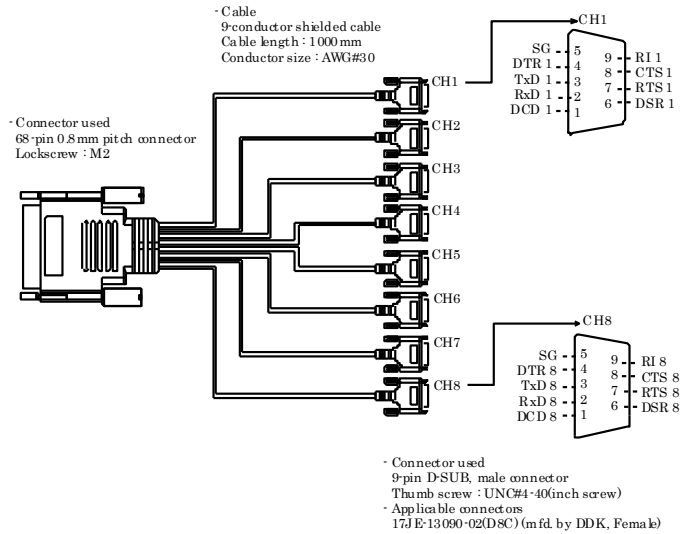 - Cable
9-conductor shielded cable
Cable length : 1000mm
Conductor size : AWG#30
- Connector used
68-pin 0.8mm pitch connector
Lockscrew : M2
CH1
CH2
CH3
CH4
CH5
CH6
CH7
CH8
CH1
SG - 5
DTR 1 - 4
TxD 1 - 3
RxD 1 - 2
DCD 1 - 1
9 - RI 1
8 - CTS 1
7 - RTS 1
6 - DSR 1
CH8
SG - 5
DTR 8 - 4
TxD 8 - 3
RxD 8 - 2
DCD 8 - 1
9 - RI 8
8 - CTS 8
7 - RTS 8
6 - DSR 8
- Connector used
9-pin D-SUB, male connector
Thumb screw : UNC#4-40(inch screw)
- Applicable connectors
17JE-13090-02(D8C) (mfd. by DDK, Female)